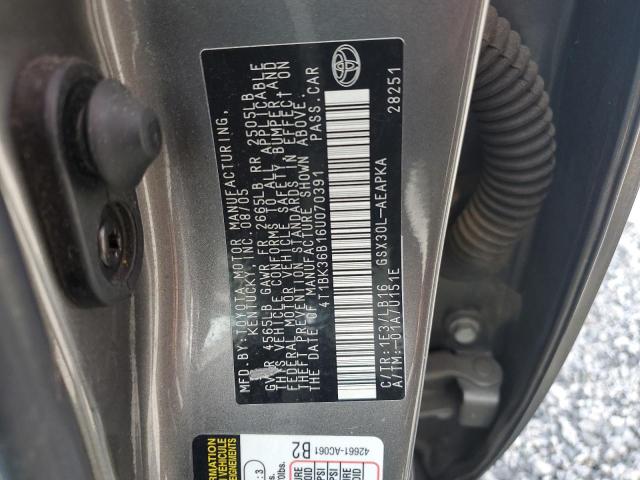 MFD. BY: TOYOTA MOTOR MANUFACTURING,
KENTUCKY, INC. 08/05
GVWR 4565LB GAWR FR 2665LB RR 2505LB
THIS VEHICLE CONFORMS TO ALL APPLICABLE
FEDERAL MOTOR VEHICLE SAFETY, BUMPER AND
THEFT PREVENTION STANDARDS IN EFFECT ON
THE DATE OF MANUFACTURE SHOWN ABOVE.
4T1BK36B16U070391 PASS. CAR
C/TR: 1E3/LB16 GSX30L-AEAPKA
A/TM: -01A/U151E 28251
42661-AC061
B2